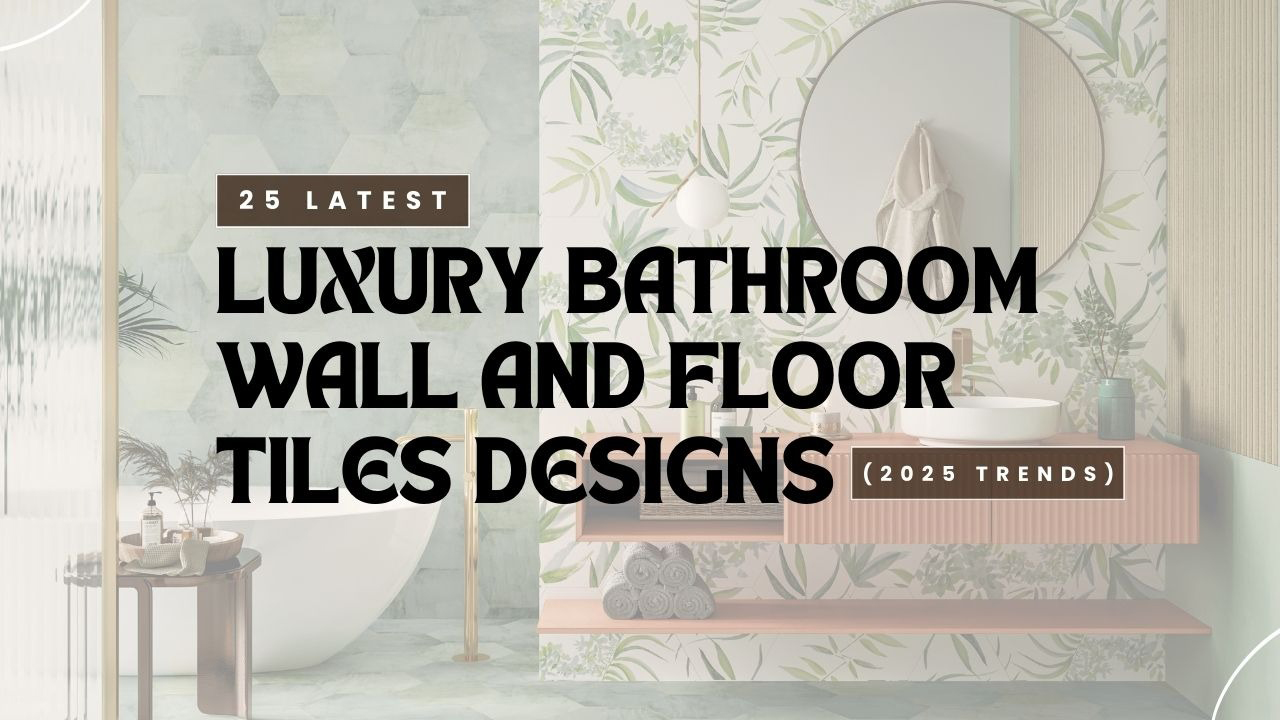 25 LATEST
LUXURY BATHROOM
WALL AND FLOOR
TILES DESIGNS (2025 TRENDS)